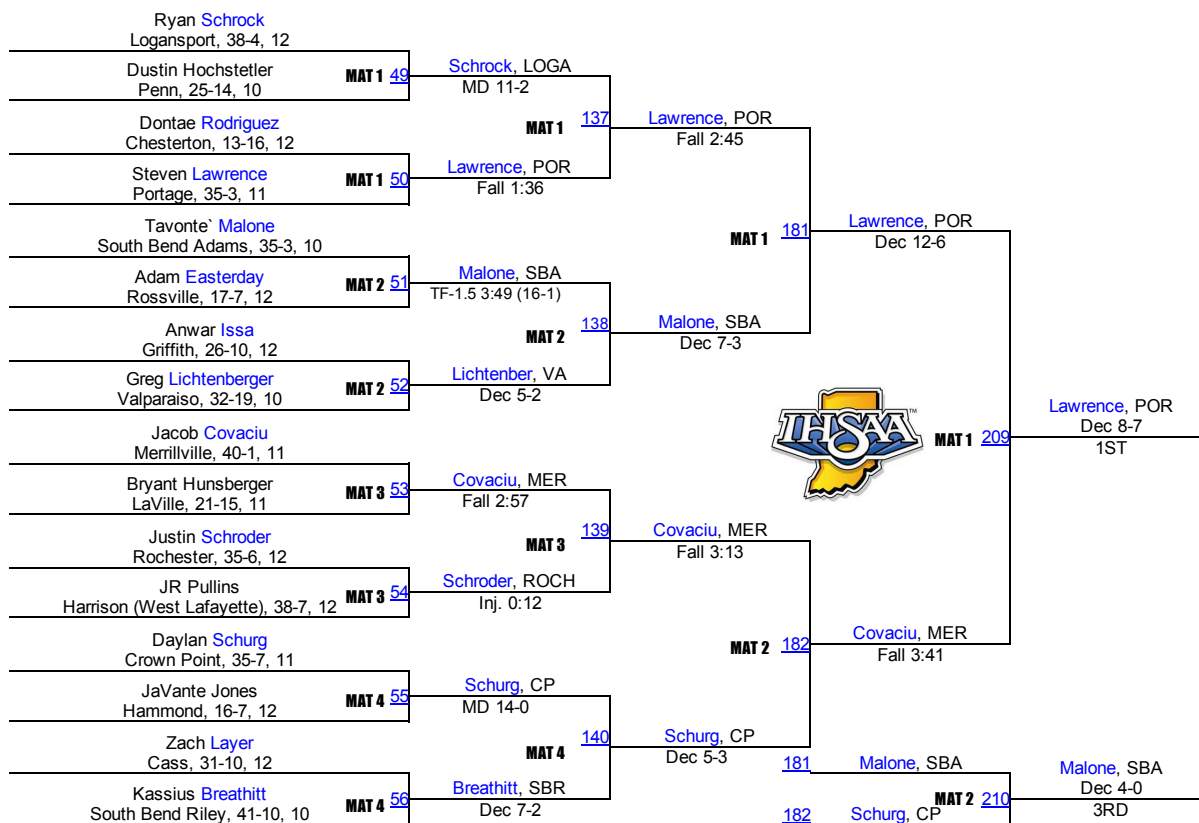 Ryan Schrock
Logansport, 38-4, 12
Dustin Hochstetler
Penn, 25-14, 10
MAT 1 49
Schrock, LOGA
MD 11-2
Dontae Rodriguez
Chesterton, 13-16, 12
Steven Lawrence
Portage, 35-3, 11
MAT 1 50
Lawrence, POR
Fall 1:36
MAT 1 137
Lawrence, POR
Fall 2:45
Tavonte` Malone
South Bend Adams, 35-3, 10
Adam Easterday
Rossville, 17-7, 12
MAT 2 51
Malone, SBA
TF-1.5 3:49 (16-1)
Anwar Issa
Griffith, 26-10, 12
Greg Lichtenberger
Valparaiso, 32-19, 10
MAT 2 52
Lichtenber, VA
Dec 5-2
MAT 2 138
Malone, SBA
Dec 7-3
MAT 1 181
Lawrence, POR
Dec 12-6
Jacob Covaciu
Merrillville, 40-1, 11
Bryant Hunsberger
LaVille, 21-15, 11
MAT 3 53
Covaciu, MER
Fall 2:57
Justin Schroder
Rochester, 35-6, 12
JR Pullins
Harrison (West Lafayette), 38-7, 12
MAT 3 54
Schroder, ROCH
Inj. 0:12
MAT 3 139
Covaciu, MER
Fall 3:13
Daylan Schurg
Crown Point, 35-7, 11
JaVante Jones
Hammond, 16-7, 12
MAT 4 55
Schurg, CP
MD 14-0
Zach Layer
Cass, 31-10, 12
Kassius Breathitt
South Bend Riley, 41-10, 10
MAT 4 56
Breathitt, SBR
Dec 7-2
MAT 4 140
Schurg, CP
Dec 5-3
MAT 2 182
Covaciu, MER
Fall 3:41
IHSAA™
MAT 1 209
Lawrence, POR
Dec 8-7
1ST
181 Malone, SBA
182 Schurg, CP
MAT 2 210
Malone, SBA
Dec 4-0
3RD